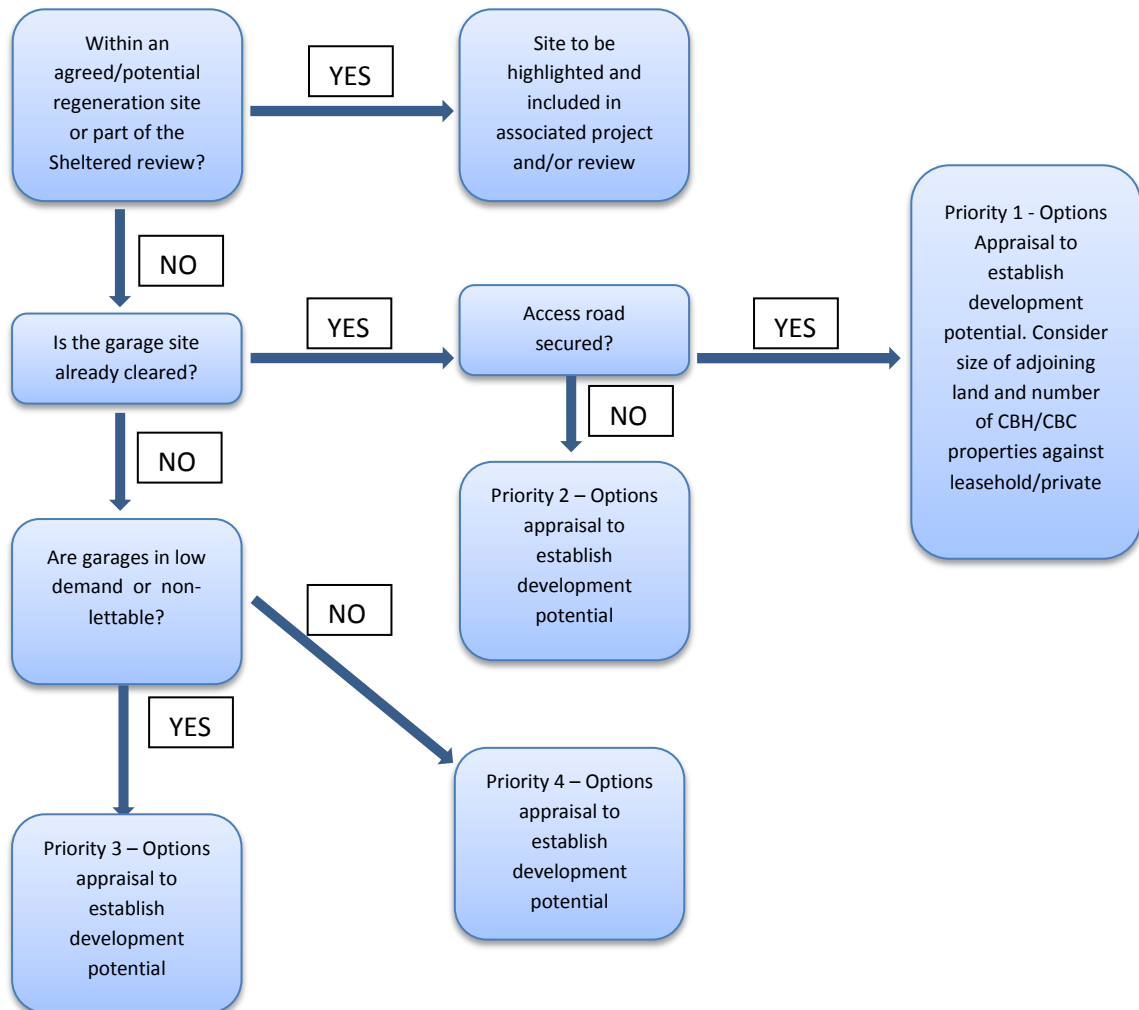 Within an
agreed/potential
regeneration site
or part of the
Sheltered review?
YES
Site to be
highlighted and
included in
associated project
and/or review
NO
Is the garage site
already cleared?
YES
Access road
secured?
YES
Priority 1 - Options
Appraisal to
establish
development
potential. Consider
size of adjoining
land and number
of CBH/CBC
properties against
leasehold/private
NO
Priority 2 – Options
appraisal to
establish
development
potential
NO
Are garages in low
demand or non-
lettable?
NO
Priority 4 – Options
appraisal to
establish
development
potential
YES
Priority 3 – Options
appraisal to
establish
development
potential